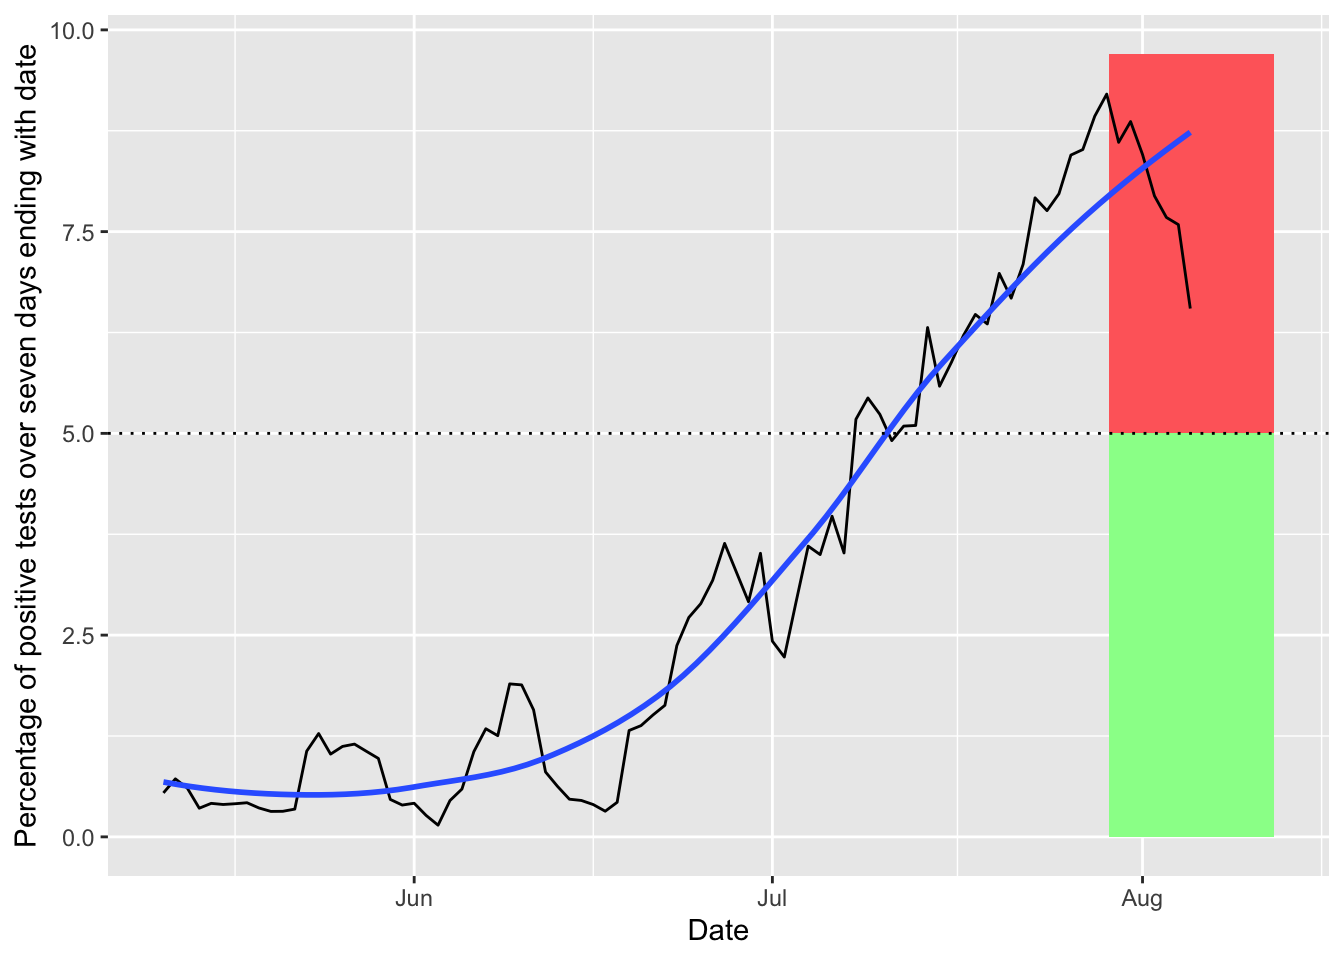 Percentage of positive tests over seven days ending with date
10.0
7.5
5.0
2.5
0.0
Jun
Jul
Aug
Date